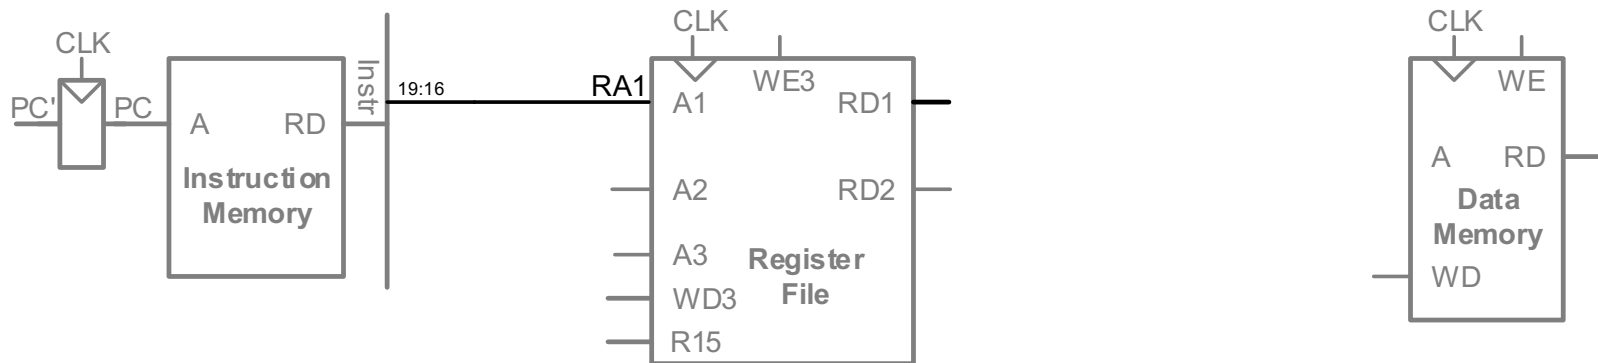 CLK
PC'
PC
A
RD
Instruction
Memory
Instr
19:16
RA1
CLK
WE3
A1
RD1
A2
RD2
A3
WD3
R15
Register
File
CLK
WE
A
RD
Data
Memory
WD